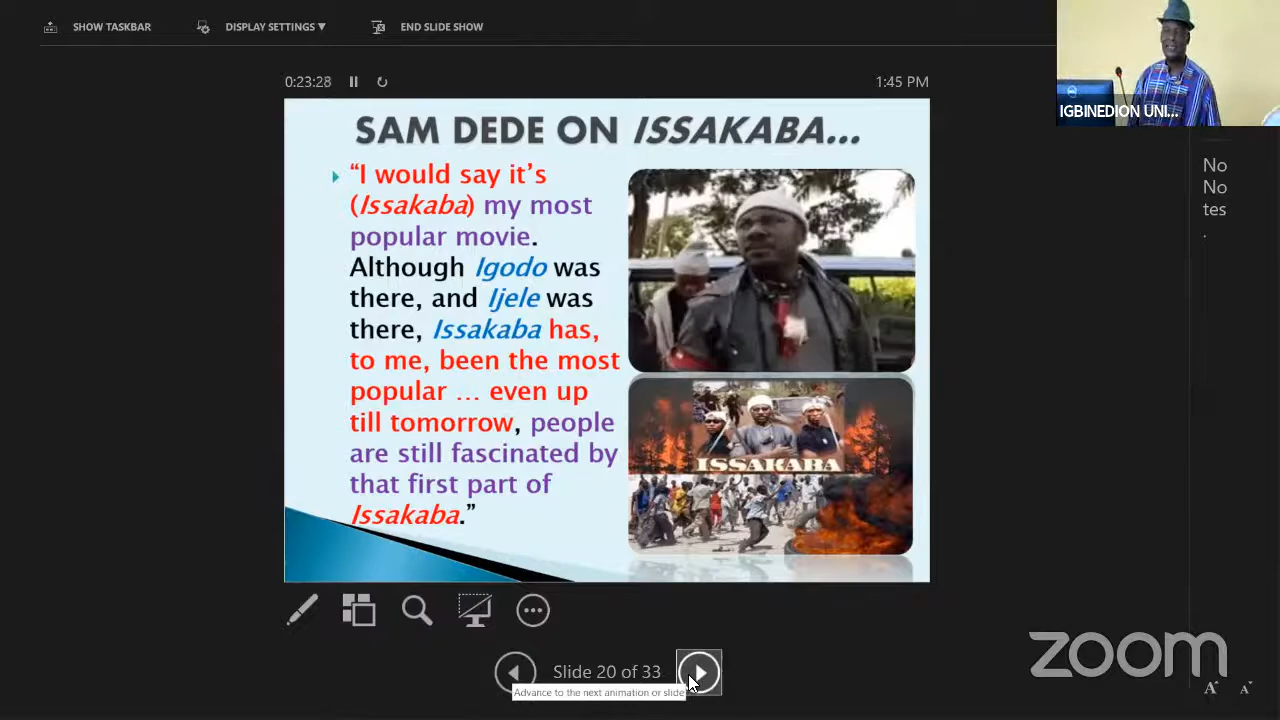 SHOW TASKBAR
DISPLAY SETTINGS ▼
END SLIDE SHOW
IGBINEDION UNI...
0:23:28
1:45 PM
SAM DEDE ON ISSAKABA...
“I would say it’s
(Issakaba) my most
popular movie.
Although Igodo was
there, and Ijele was
there, Issakaba has,
to me, been the most
popular … even up
till tomorrow, people
are still fascinated by
that first part of
Issakaba.”
ISSAKABA
No
No
tes
.
Slide 20 of 33
Advance to the next animation or slide
zoom
A
A